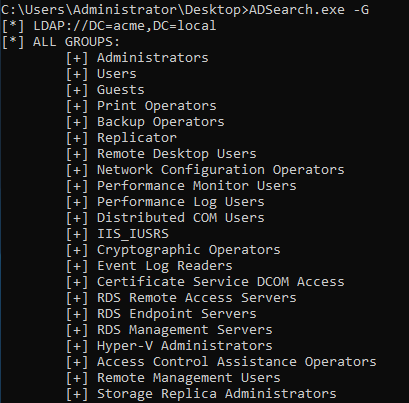 C:\Users\Administrator\Desktop>ADSearch.exe -G
[*] LDAP://DC=acme,DC=local
[*] ALL GROUPS:
[+] Administrators
[+] Users
[+] Guests
[+] Print Operators
[+] Backup Operators
[+] Replicator
[+] Remote Desktop Users
[+] Network Configuration Operators
[+] Performance Monitor Users
[+] Performance Log Users
[+] Distributed COM Users
[+] IIS_IUSRS
[+] Cryptographic Operators
[+] Event Log Readers
[+] Certificate Service DCOM Access
[+] RDS Remote Access Servers
[+] RDS Endpoint Servers
[+] RDS Management Servers
[+] Hyper-V Administrators
[+] Access Control Assistance Operators
[+] Remote Management Users
[+] Storage Replica Administrators